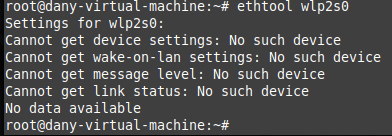 root@dany-virtual-machine:~# ethtool wlp2s0
Settings for wlp2s0:
Cannot get device settings: No such device
Cannot get wake-on-lan settings: No such device
Cannot get message level: No such device
Cannot get link status: No such device
No data available
root@dany-virtual-machine:~#